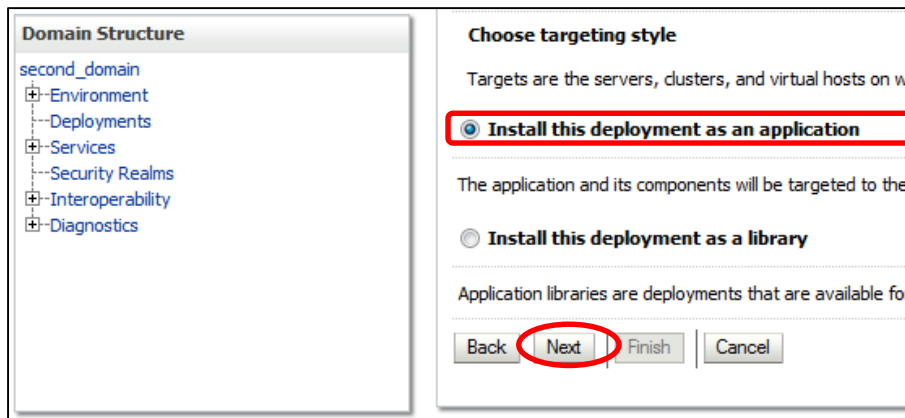 Domain Structure
second_domain
Environment
Deployments
Services
Security Realms
Interoperability
Diagnostics
Choose targeting style
Targets are the servers, clusters, and virtual hosts on w
Install this deployment as an application
The application and its components will be targeted to the
Install this deployment as a library
Application libraries are deployments that are available fo
Back Next Finish Cancel